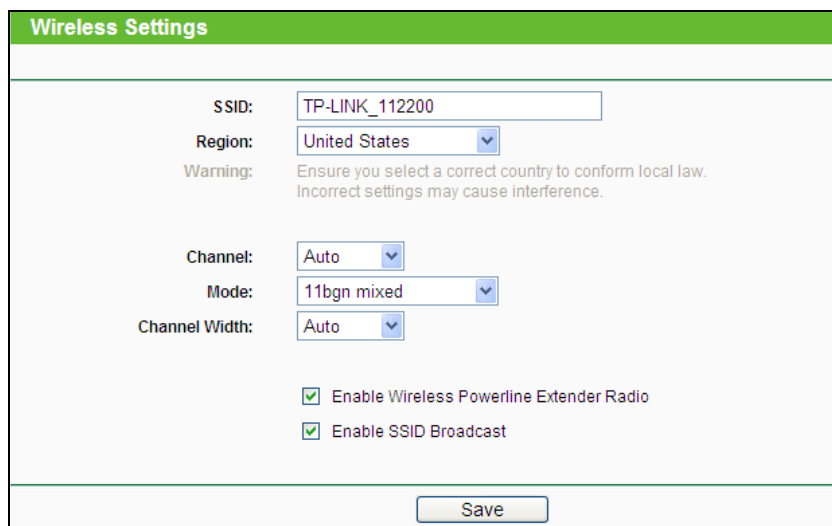 Wireless Settings
SSID: TP-LINK_112200
Region: United States
Warning: Ensure you select a correct country to conform local law.
Incorrect settings may cause interference.
Channel: Auto
Mode: 11bgn mixed
Channel Width: Auto
Enable Wireless Powerline Extender Radio
Enable SSID Broadcast
Save